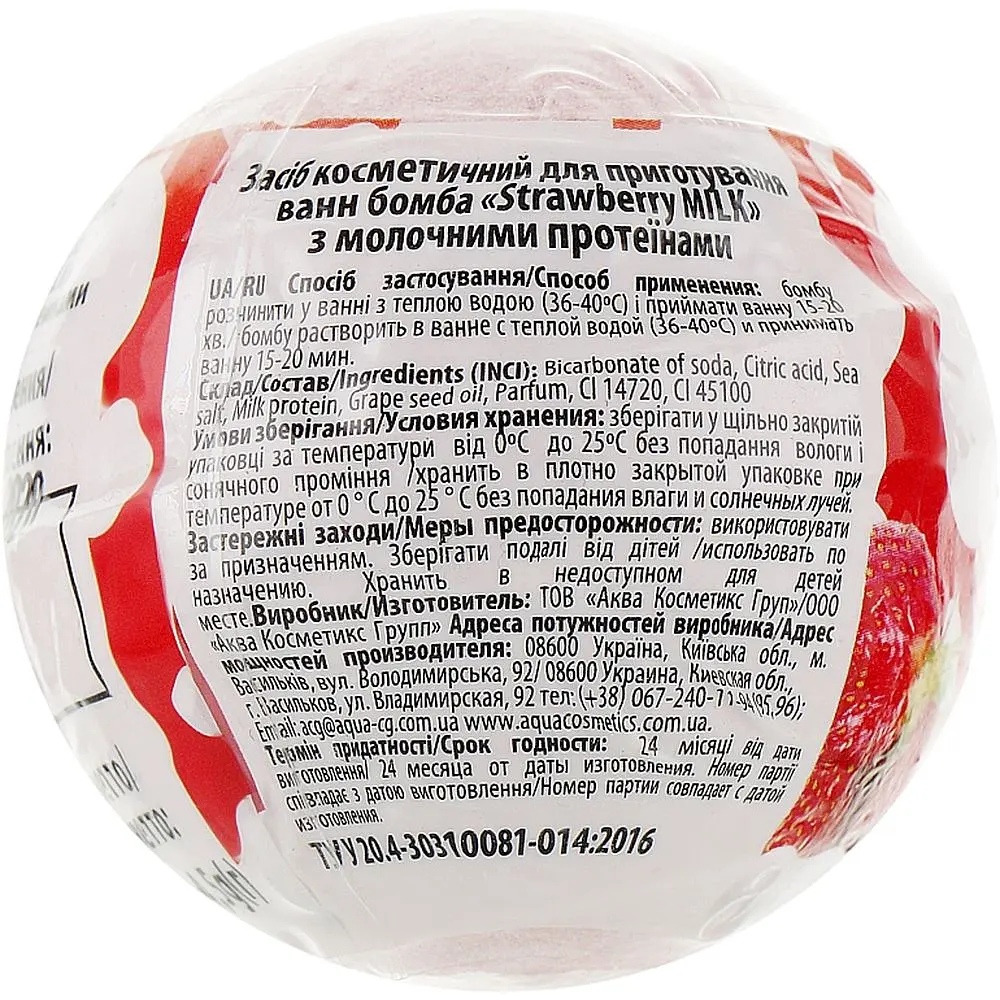 Засіб косметичний для приготування
ванн бомба «Strawberry MILK»
з молочними протеїнами
UA/RU Спосіб застосування/Способ применения: бомбу
розчинити у ванні з теплою водою (36-40ºC) і приймати ванну 15-20
хв./бомбу растворить в ванне с теплой водой (36-40ºC) и принимать
ванну 15-20 мин.
Склад/Состав/Ingredients (INCI): Bicarbonate of soda, Citric acid, Sea
salt, Milk protein, Grape seed oil, Parfum, CI 14720, CI 45100
Умови зберігання/Условия хранения: зберігати у щільно закритій
упаковці за температури від 0ºC до 25ºC без попадання вологи і
сонячного проміння /хранить в плотно закрытой упаковке при
температуре от 0 ° C до 25 ° C без попадания влаги и солнечных лучей.
Застережні заходи/Меры предосторожности: використовувати
за призначенням. Зберігати подалі від дітей /использовать по
назначению. Хранить в недоступном для детей
месте.Виробник/Изготовитель: ТОВ «Аква Косметикс Груп»/ООО
«Аква Косметикс Групп» Адреса потужностей виробника/Адрес
мощностей производителя: 08600 Україна, Київська обл., м.
Васильків, вул. Володимирська, 92/ 08600 Украина, Киевская обл.,
г. Васильков, ул. Владимирская, 92 тел: (+38) 067-240-11-94(95,96);
Email: acg@aqua-cg.com.ua www.aquacosmetics.com.ua.
Термін придатності/Срок годности: 24 місяці від дати
виготовлення/ 24 месяца от даты изготовления. Номер партії
співпадає з датою виготовлення/Номер партии совпадает с датой
изготовления.
ТУ У 20.4-30310081-014:2016